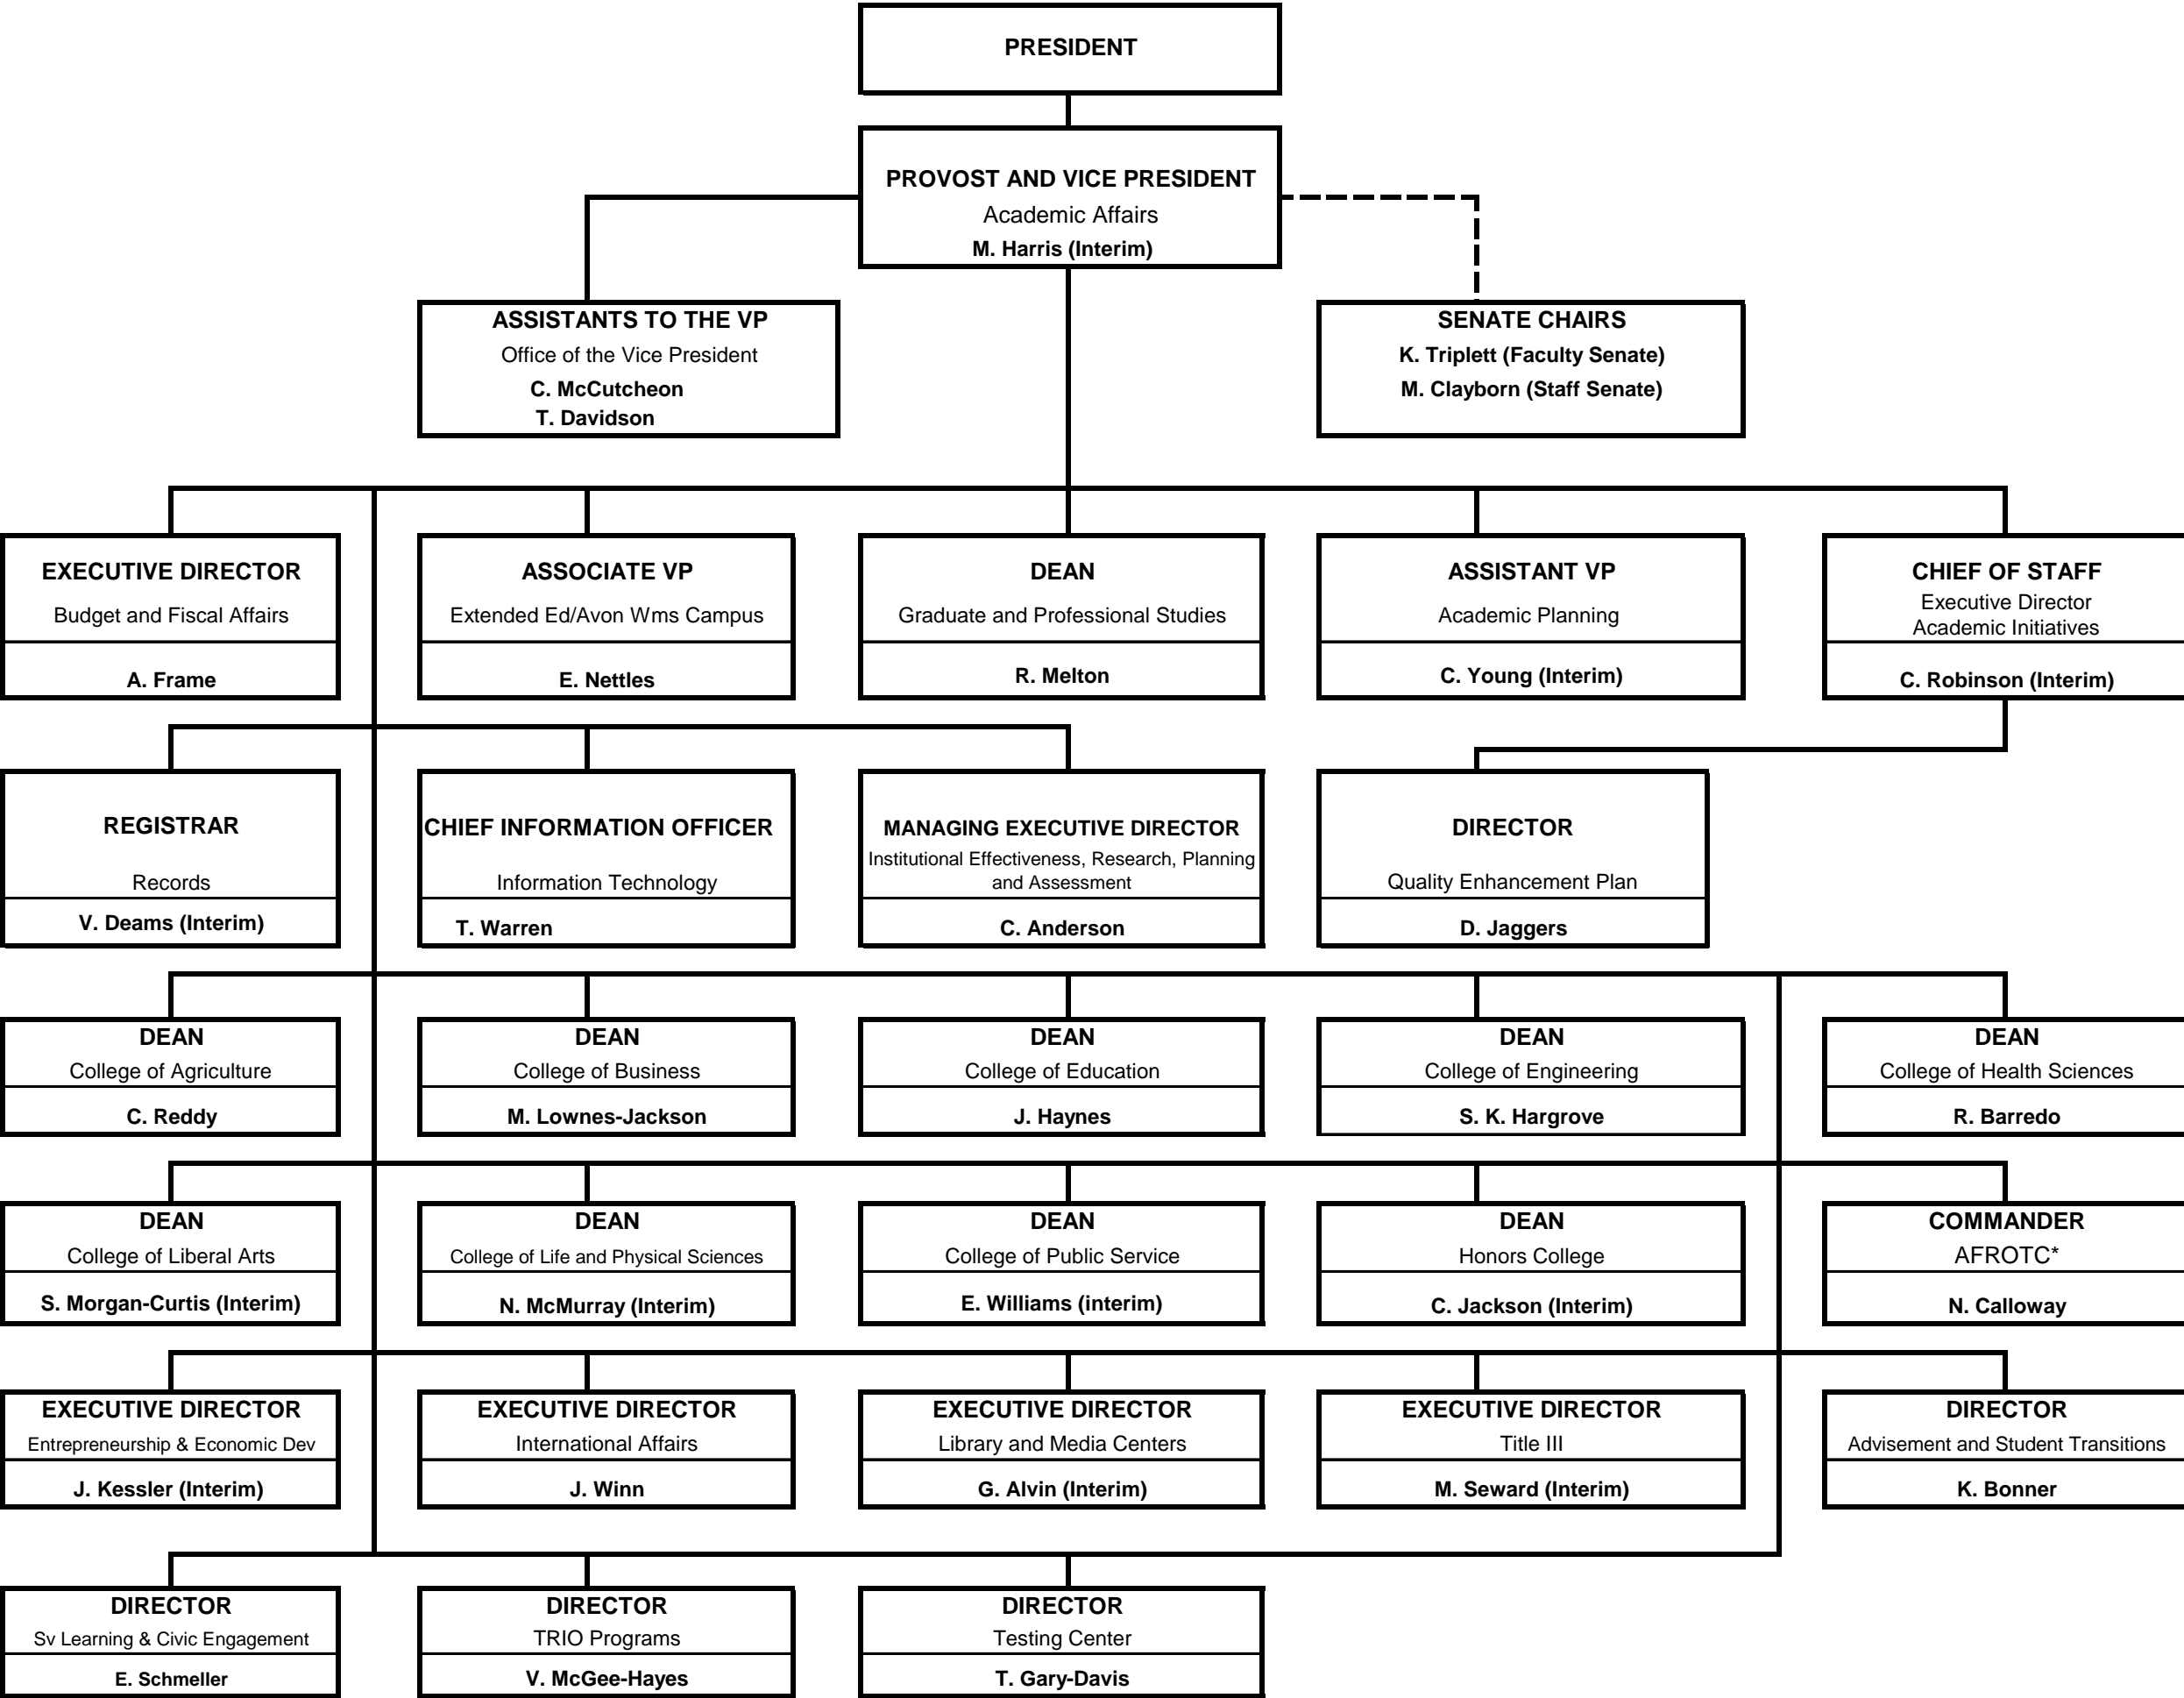 PRESIDENT
PROVOST AND VICE PRESIDENT
Academic Affairs
M. Harris (Interim)
ASSISTANTS TO THE VP
Office of the Vice President
C. McCutcheon
T. Davidson
SENATE CHAIRS
K. Triplett (Faculty Senate)
M. Clayborn (Staff Senate)
EXECUTIVE DIRECTOR
Budget and Fiscal Affairs
A. Frame
ASSOCIATE VP
Extended Ed/Avon Wms Campus
E. Nettles
DEAN
Graduate and Professional Studies
R. Melton
ASSISTANT VP
Academic Planning
C. Young (Interim)
CHIEF OF STAFF
Executive Director
Academic Initiatives
C. Robinson (Interim)
REGISTRAR
Records
V. Deams (Interim)
CHIEF INFORMATION OFFICER
Information Technology
T. Warren
MANAGING EXECUTIVE DIRECTOR
Institutional Effectiveness, Research, Planning
and Assessment
C. Anderson
DIRECTOR
Quality Enhancement Plan
D. Jaggers
DEAN
College of Agriculture
C. Reddy
DEAN
College of Business
M. Lownes-Jackson
DEAN
College of Education
J. Haynes
DEAN
College of Engineering
S. K. Hargrove
DEAN
College of Health Sciences
R. Barredo
DEAN
College of Liberal Arts
S. Morgan-Curtis (Interim)
DEAN
College of Life and Physical Sciences
N. McMurray (Interim)
DEAN
College of Public Service
E. Williams (interim)
DEAN
Honors College
C. Jackson (Interim)
COMMANDER
AFROTC*
N. Calloway
EXECUTIVE DIRECTOR
Entrepreneurship & Economic Dev
J. Kessler (Interim)
EXECUTIVE DIRECTOR
International Affairs
J. Winn
EXECUTIVE DIRECTOR
Library and Media Centers
G. Alvin (Interim)
EXECUTIVE DIRECTOR
Title III
M. Seward (Interim)
DIRECTOR
Advisement and Student Transitions
K. Bonner
DIRECTOR
Sv Learning & Civic Engagement
E. Schmeller
DIRECTOR
TRIO Programs
V. McGee-Hayes
DIRECTOR
Testing Center
T. Gary-Davis